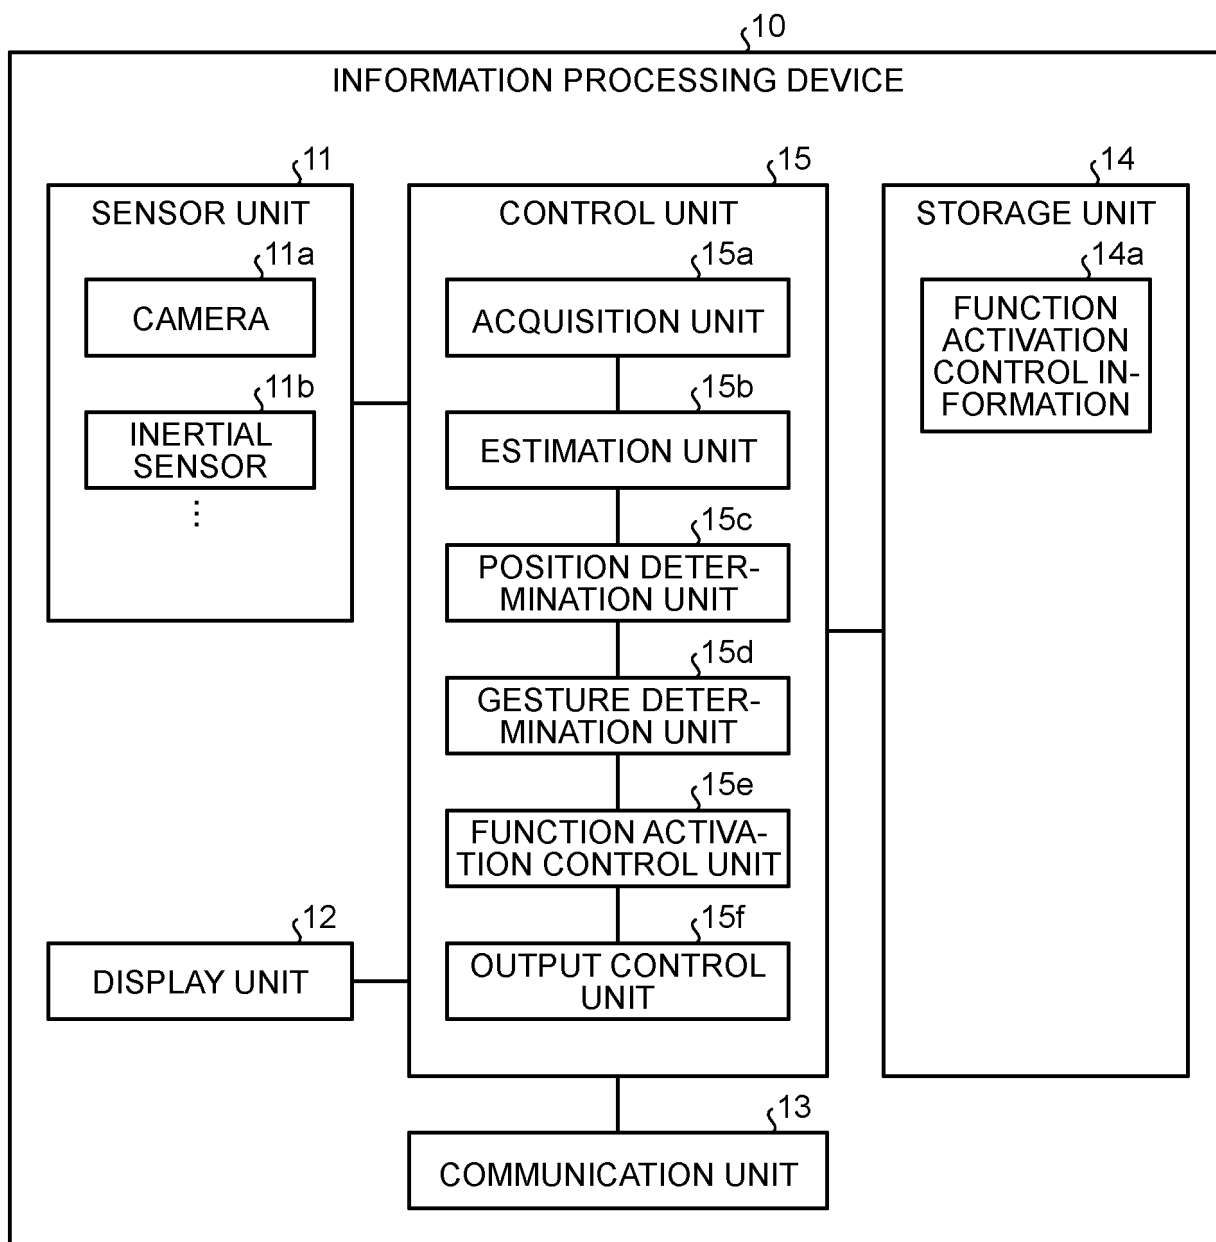 10
INFORMATION PROCESSING DEVICE
11
SENSOR UNIT
11a
CAMERA
11b
INERTIAL
SENSOR
⋮
15
CONTROL UNIT
15a
ACQUISITION UNIT
15b
ESTIMATION UNIT
15c
POSITION DETER-
MINATION UNIT
15d
GESTURE DETER-
MINATION UNIT
15e
FUNCTION ACTIVA-
TION CONTROL UNIT
15f
OUTPUT CONTROL
UNIT
14
STORAGE UNIT
14a
FUNCTION
ACTIVATION
CONTROL IN-
FORMATION
12
DISPLAY UNIT
13
COMMUNICATION UNIT